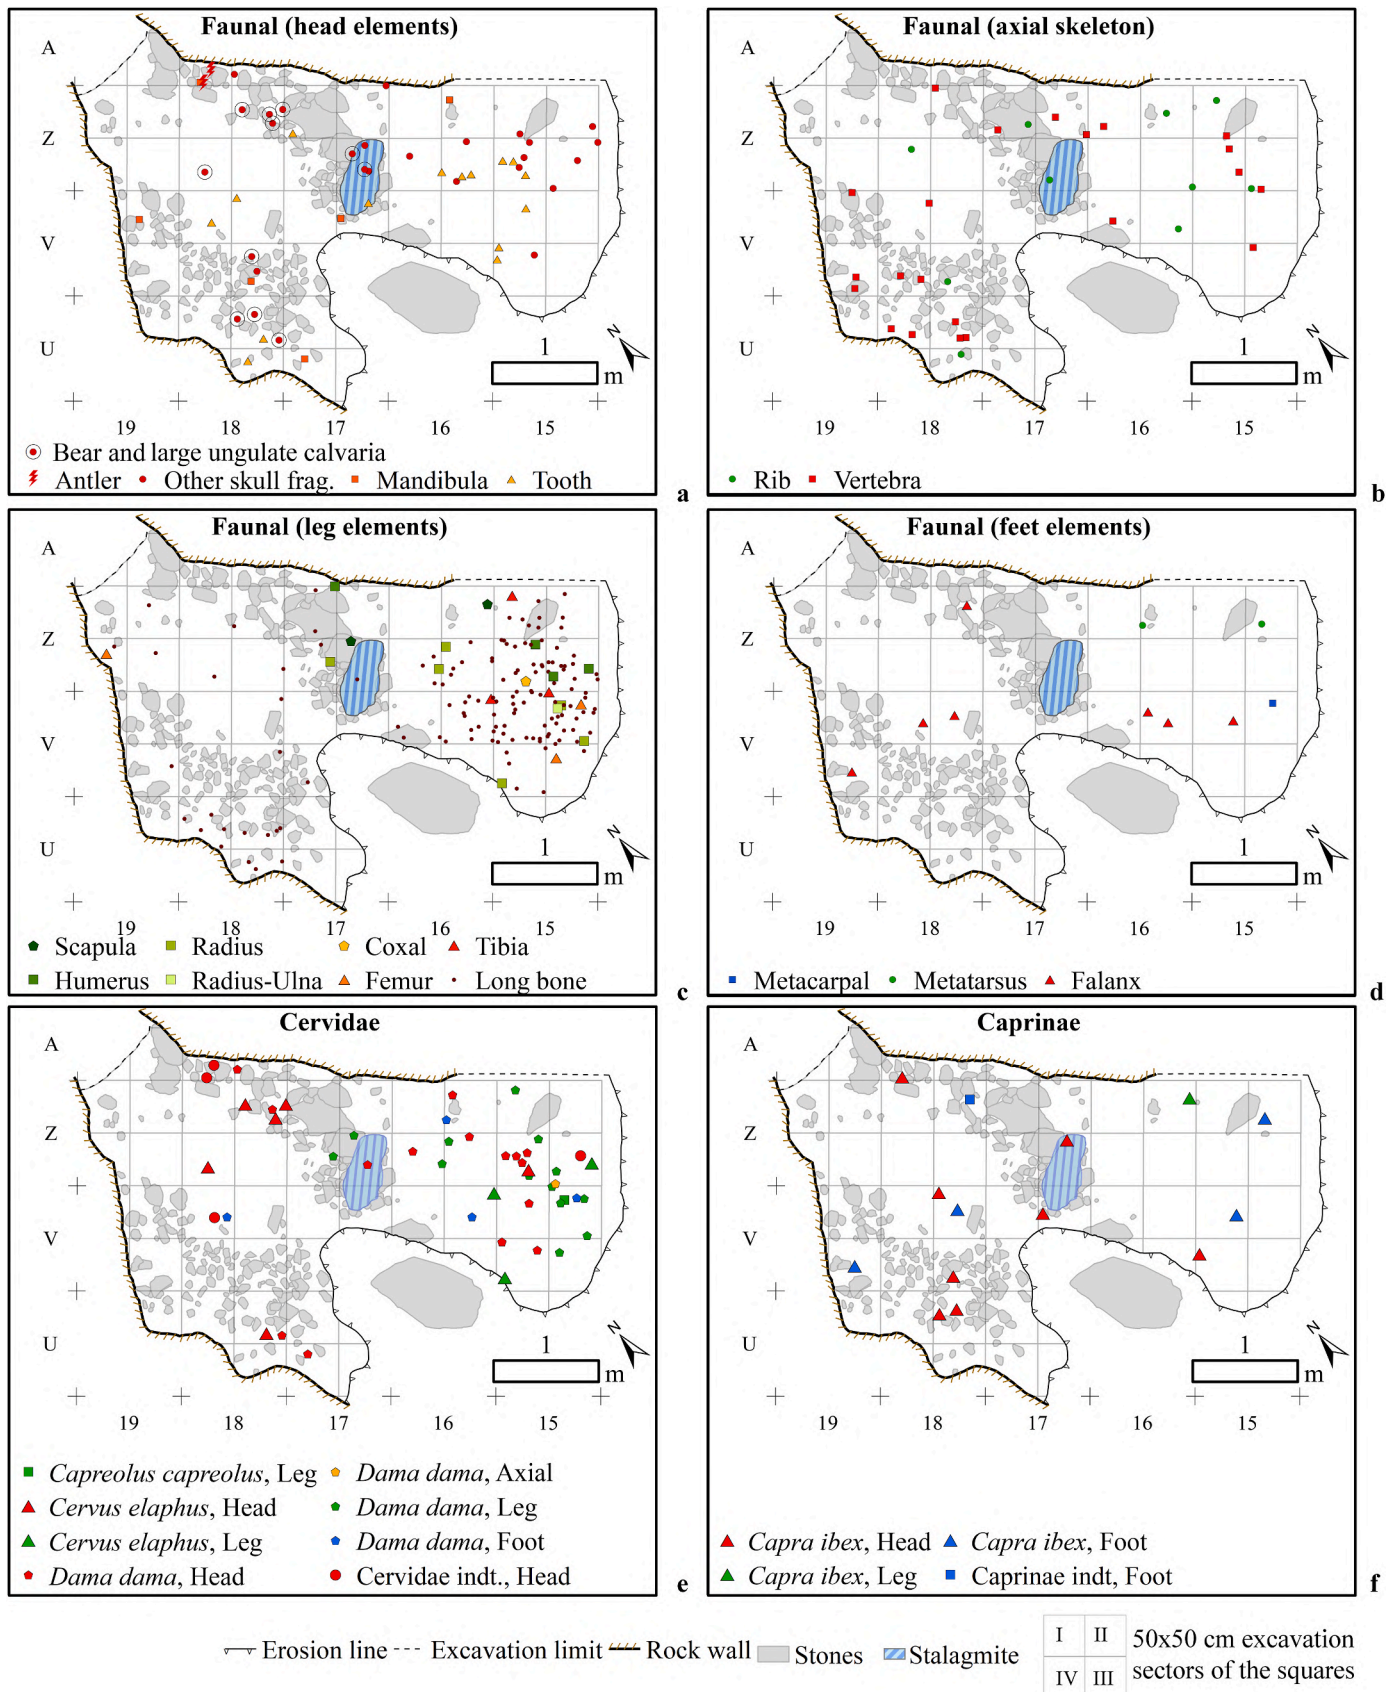 Faunal (head elements)
A
Z
V
U
N
1
m
19 18 17 16 15
Bear and large ungulate calvaria
Antler Other skull frag. Mandibula Tooth
a
Faunal (axial skeleton)
A
Z
V
U
N
1
m
19 18 17 16 15
Rib Vertebra
b
Faunal (leg elements)
A
Z
V
U
N
1
m
19 18 17 16 15
Scapula Radius Coxal Tibia
Humerus Radius-Ulna Femur Long bone
c
Faunal (feet elements)
A
Z
V
U
N
1
m
19 18 17 16 15
Metacarpal Metatarsus Falanx
d
Cervidae
A
Z
V
U
N
1
m
19 18 17 16 15
Capreolus capreolus, Leg Dama dama, Axial
Cervus elaphus, Head Dama dama, Leg
Cervus elaphus, Leg Dama dama, Foot
Dama dama, Head Cervidae indt., Head
e
Caprinae
A
Z
V
U
N
1
m
19 18 17 16 15
Capra ibex, Head Capra ibex, Foot
Capra ibex, Leg Caprinae indt, Foot
f
Erosion line Excavation limit Rock wall Stones Stalagmite
I II
IV III
50x50 cm excavation
sectors of the squares